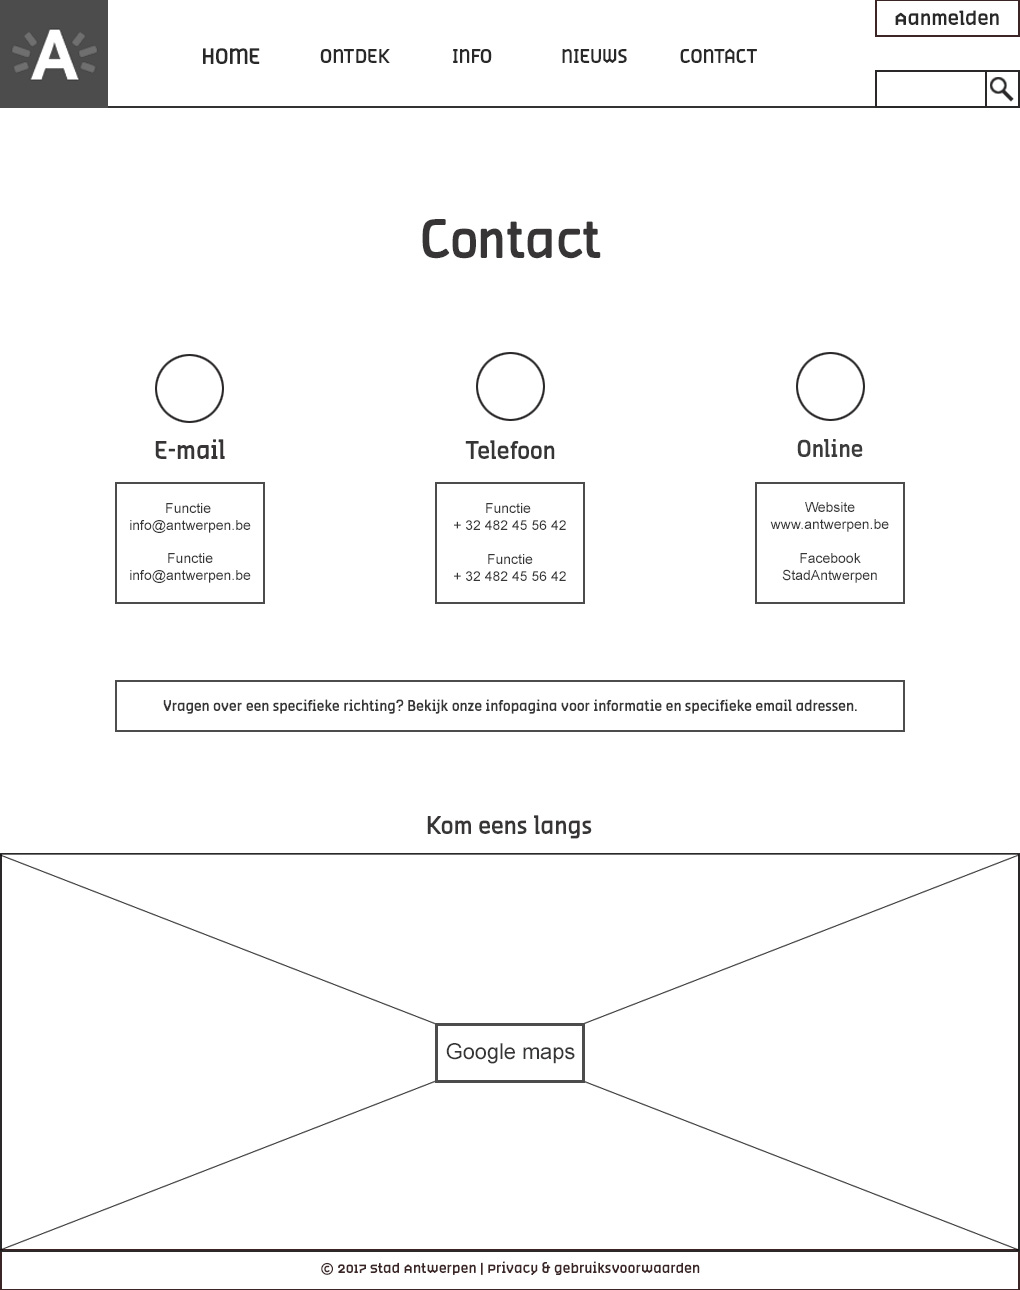 A
Aanmelden
HOME ONTDEK INFO NIEUWS CONTACT
Contact
E-mail
Functie
info@antwerpen.be
Functie
info@antwerpen.be
Telefoon
Functie
+ 32 482 45 56 42
Functie
+ 32 482 45 56 42
Online
Website
www.antwerpen.be
Facebook
StadAntwerpen
Vragen over een specifieke richting? Bekijk onze infopagina voor informatie en specifieke email adressen.
Kom eens langs
Google maps
© 2017 Stad Antwerpen | Privacy & gebruiksvoorwaarden